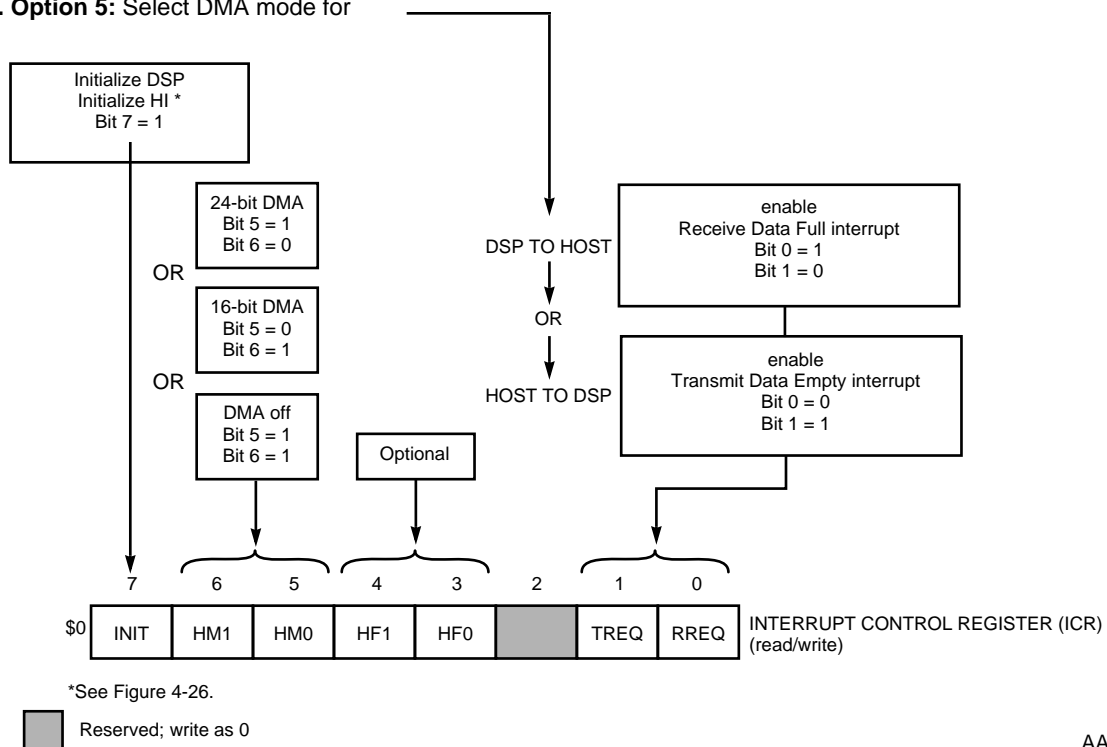 . Option 5: Select DMA mode for
Initialize DSP
Initialize HI *
Bit 7 = 1
24-bit DMA
Bit 5 = 1
Bit 6 = 0
OR
16-bit DMA
Bit 5 = 0
Bit 6 = 1
OR
DMA off
Bit 5 = 1
Bit 6 = 1
Optional
DSP TO HOST
OR
HOST TO DSP
enable
Receive Data Full interrupt
Bit 0 = 1
Bit 1 = 0
enable
Transmit Data Empty interrupt
Bit 0 = 0
Bit 1 = 1
7 6 5 4 3 2 1 0
$0 INIT HM1 HM0 HF1 HF0 TREQ RREQ
INTERRUPT CONTROL REGISTER (ICR)
(read/write)
*See Figure 4-26.
Reserved; write as 0
AA